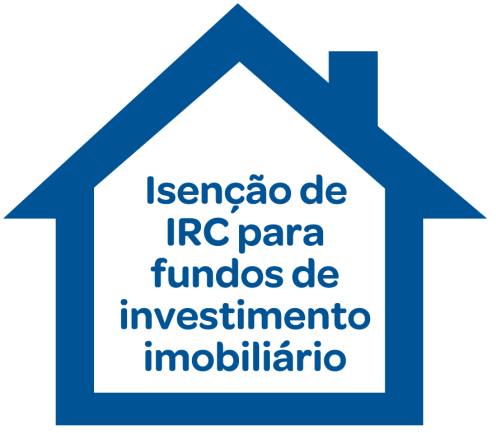 Isenção de
IRC para
fundos de
investimento
imobiliário